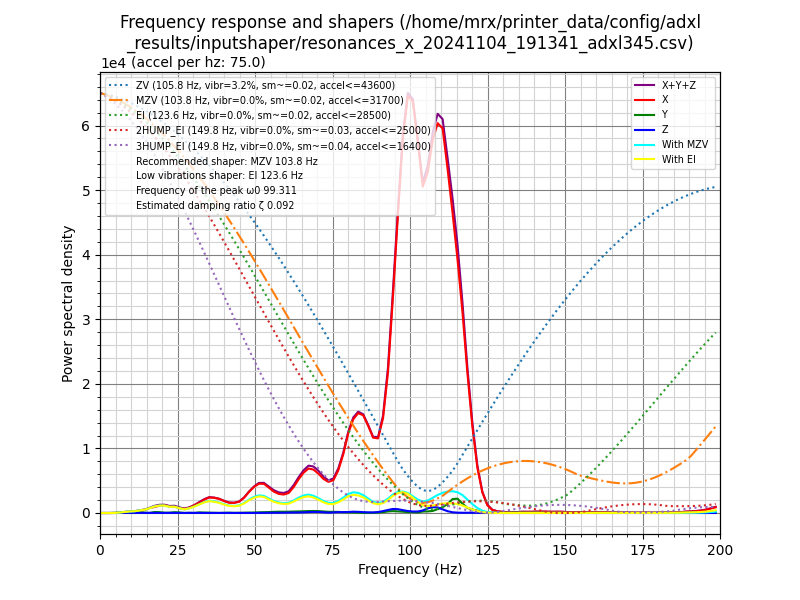 Frequency response and shapers (/home/mrx/printer_data/config/adxl
_results/inputshaper/resonances_x_20241104_191341_adxl345.csv)
1e4 (accel per hz: 75.0)
ZV (105.8 Hz, vibr=3.2%, sm~=0.02, accel<=43600)
MZV (103.8 Hz, vibr=0.0%, sm~=0.02, accel<=31700)
EI (123.6 Hz, vibr=0.0%, sm~=0.02, accel<=28500)
2HUMP_EI (149.8 Hz, vibr=0.0%, sm~=0.03, accel<=25000)
3HUMP_EI (149.8 Hz, vibr=0.0%, sm~=0.04, accel<=16400)
Recommended shaper: MZV 103.8 Hz
Low vibrations shaper: EI 123.6 Hz
Frequency of the peak ω0 99.311
Estimated damping ratio ζ 0.092
X+Y+Z
X
Y
Z
With MZV
With EI
Power spectral density
6
5
4
3
2
1
0
0 25 50 75 100 125 150 175 200
Frequency (Hz)